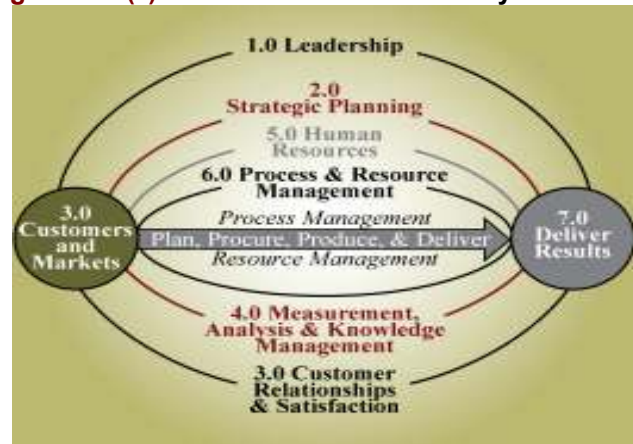 1.0 Leadership
2.0
Strategic Planning
5.0 Human
Resources
6.0 Process & Resource
Management
3.0
Customers
and
Markets
Process Management
Plan, Procure, Produce, & Deliver
Resource Management
7.0
Deliver
Results
4.0 Measurement,
Analysis & Knowledge
Management
3.0 Customer
Relationships
& Satisfaction